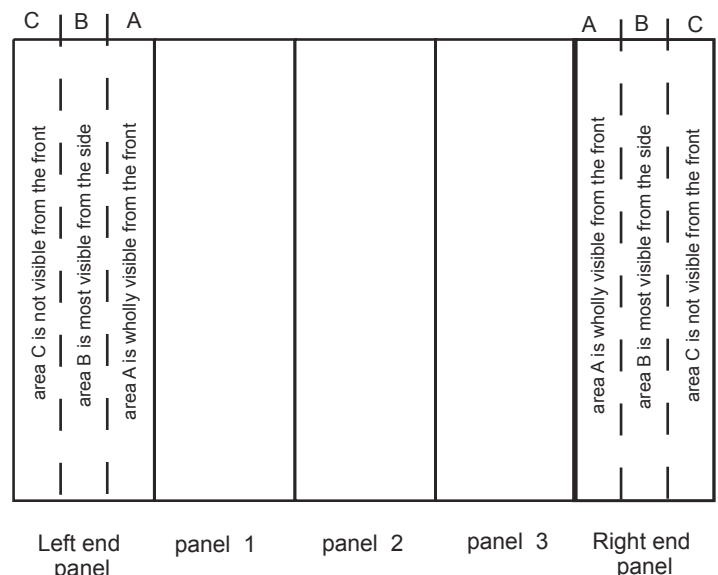 C B A
A B C
area C is not visible from the front
area B is most visible from the side
area A is wholly visible from the front
area A is wholly visible from the front
area B is most visible from the side
area C is not visible from the front
Left end
panel
panel 1
panel 2
panel 3
Right end
panel